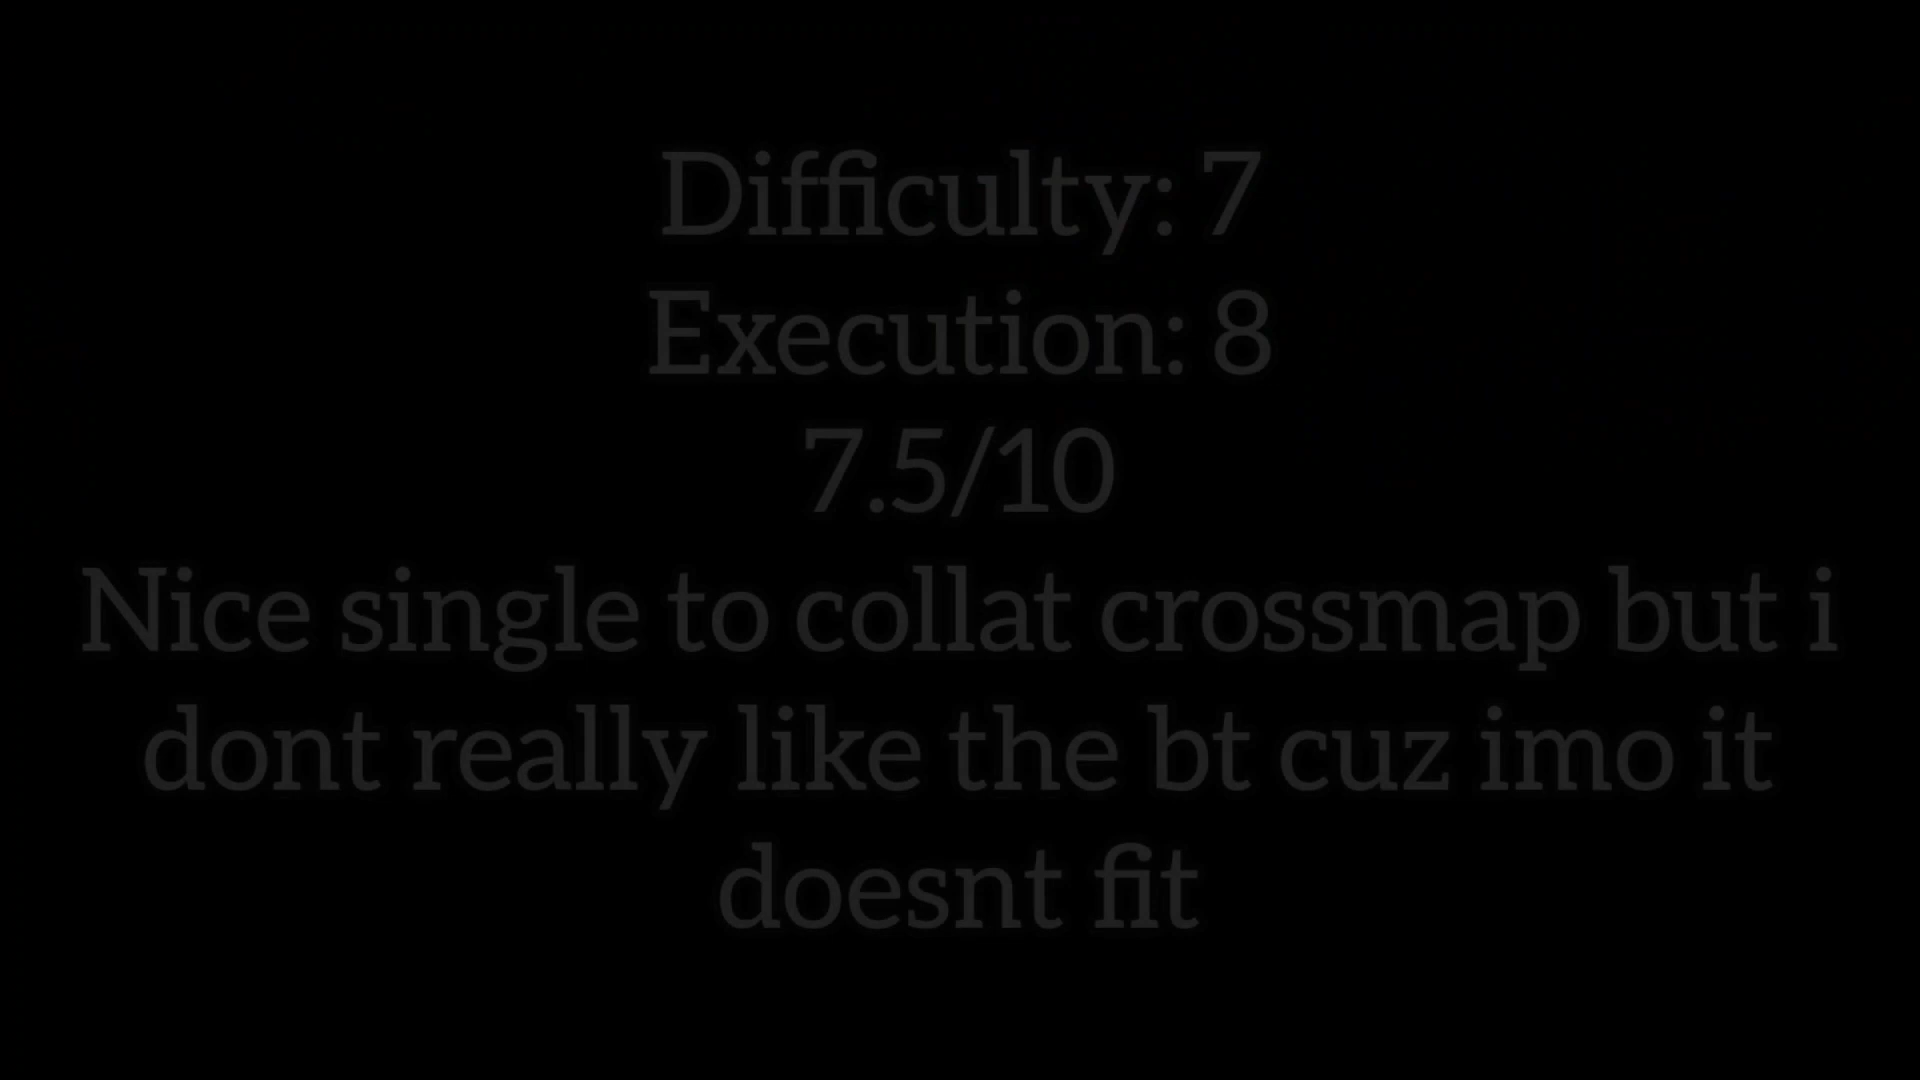 Difficulty: 7
Execution: 8
7.5/10
Nice single to collat crossmap but i
dont really like the bt cuz imo it
doesnt fit